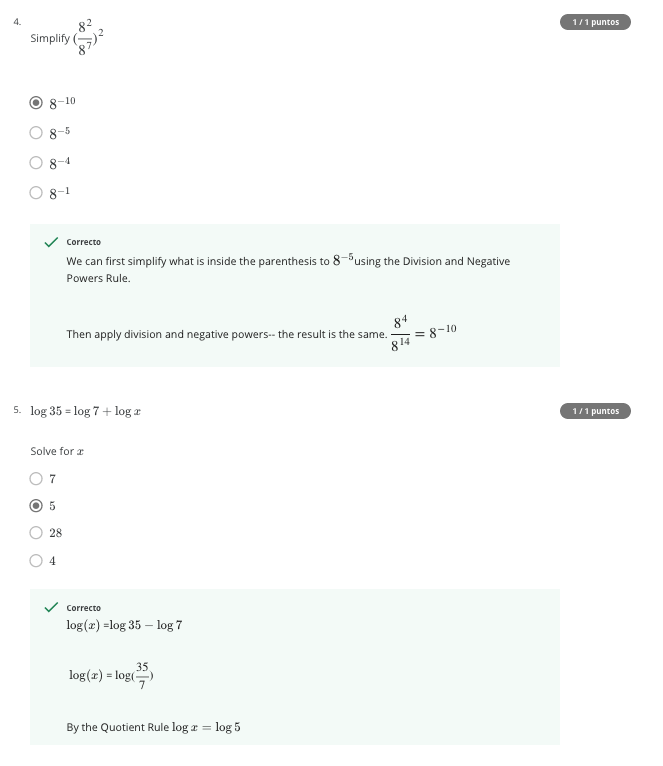 4.
1 / 1 puntos
Simplify (8^2/8^7)^2
8^−10
8^−5
8^−4
8^−1
Correcto
We can first simplify what is inside the parenthesis to 8^−5 using the Division and Negative
Powers Rule.
Then apply division and negative powers-- the result is the same. 8^4/8^14 = 8^−10
5. log 35 = log 7 + log x
1 / 1 puntos
Solve for x
7
5
28
4
Correcto
log(x) =log 35 − log 7
log(x) = log(35/7)
By the Quotient Rule log x = log 5